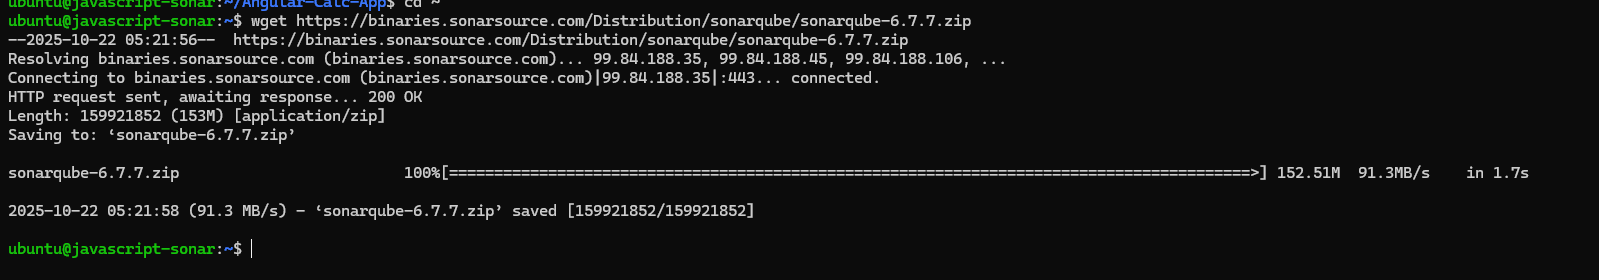 ubuntu@javascript-sonar:~/Angular-Calc-App$ cd ~
ubuntu@javascript-sonar:~$ wget https://binaries.sonarsource.com/Distribution/sonarqube/sonarqube-6.7.7.zip
--2025-10-22 05:21:56--  https://binaries.sonarsource.com/Distribution/sonarqube/sonarqube-6.7.7.zip
Resolving binaries.sonarsource.com (binaries.sonarsource.com)... 99.84.188.35, 99.84.188.45, 99.84.188.106, ...
Connecting to binaries.sonarsource.com (binaries.sonarsource.com)|99.84.188.35|:443... connected.
HTTP request sent, awaiting response... 200 OK
Length: 159921852 (153M) [application/zip]
Saving to: ‘sonarqube-6.7.7.zip’
sonarqube-6.7.7.zip 100%[=========================================================================================>] 152.51M 91.3MB/s in 1.7s
2025-10-22 05:21:58 (91.3 MB/s) - ‘sonarqube-6.7.7.zip’ saved [159921852/159921852]
ubuntu@javascript-sonar:~$